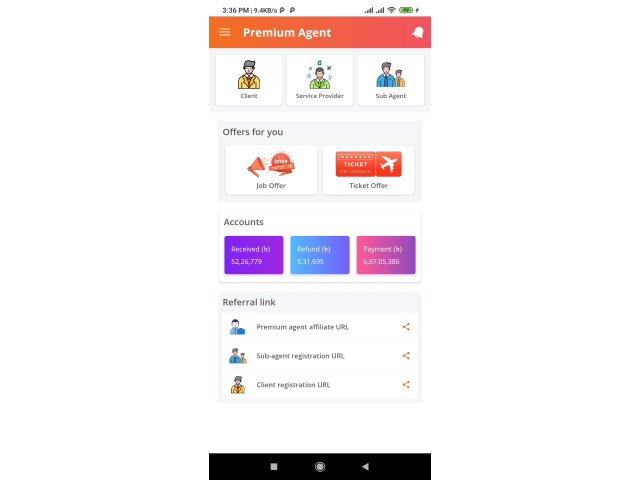 3:36 PM | 9.4KB/s
Premium Agent
Client
Service Provider
Sub Agent
Offers for you
OFFER
TICKET
Job Offer
Ticket Offer
Accounts
Received (৳)
Refund (৳)
Payment (৳)
52,26,779
5,31,695
6,87,05,386
Referral link
Premium agent affiliate URL
Sub-agent registration URL
Client registration URL